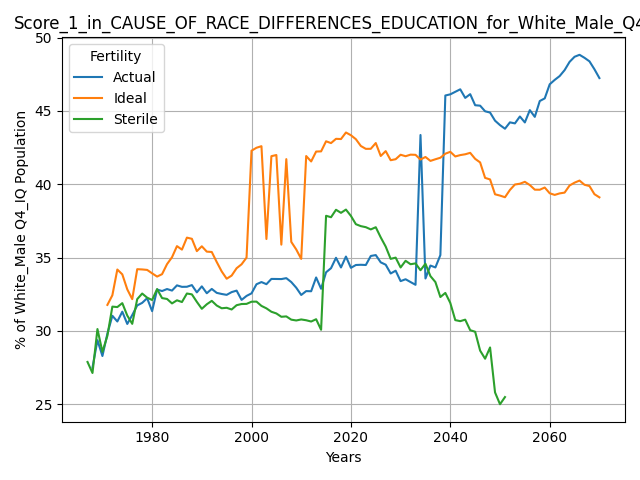 Score_1_in_CAUSE_OF_RACE_DIFFERENCES_EDUCATION_for_White_Male_Q4
% of White_Male Q4_IQ Population
50
45
40
35
30
25
Fertility
Actual
Ideal
Sterile
1980 2000 2020 2040 2060
Years